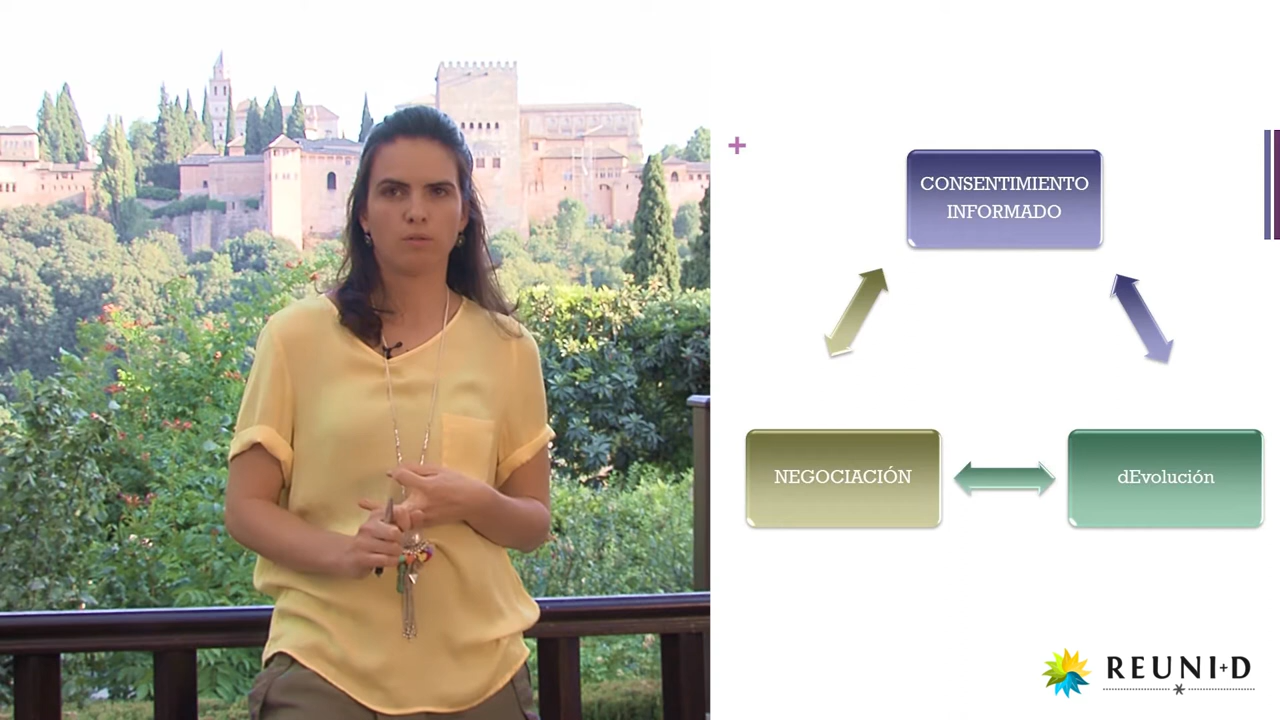 +
CONSENTIMIENTO
INFORMADO
NEGOCIACIÓN
dEvolución
REUNI+D